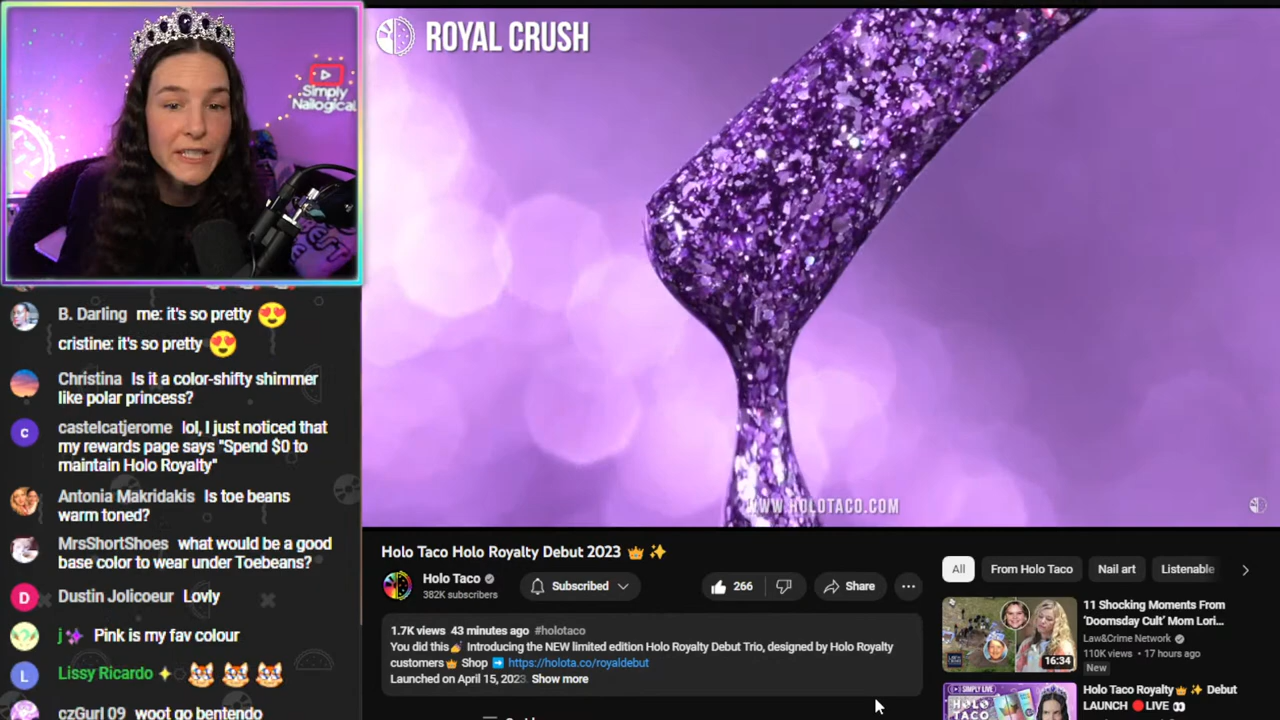 Simply
Nailogical
ROYAL CRUSH
WWW.HOLOTACO.COM
B. Darling me: it's so pretty 😍
cristine: it's so pretty 😍
Christina Is it a color-shifty shimmer
like polar princess?
castelcatjerome lol, I just noticed that
my rewards page says "Spend $0 to
maintain Holo Royalty"
Antonia Makridakis Is toe beans
warm toned?
MrsShortShoes what would be a good
base color to wear under Toebeans?
Dustin Jolicoeur Lovly
j Pink is my fav colour
Lissy Ricardo
czGurl 09 woot go bentendo
Holo Taco Holo Royalty Debut 2023 👑 ✨
Holo Taco
382K subscribers
Subscribed
266
Share
1.7K views 43 minutes ago #holotaco
You did this💅 Introducing the NEW limited edition Holo Royalty Debut Trio, designed by Holo Royalty
customers👑 Shop ➡️ https://holota.co/royaldebut
Launched on April 15, 2023. Show more
All
From Holo Taco
Nail art
Listenable
11 Shocking Moments From
'Doomsday Cult' Mom Lori...
Law&Crime Network
110K views • 17 hours ago
New
16:34
SIMPLY LIVE
HOLO
TACO
Holo Taco Royalty👑 ✨ Debut
LAUNCH 🔴LIVE 👀